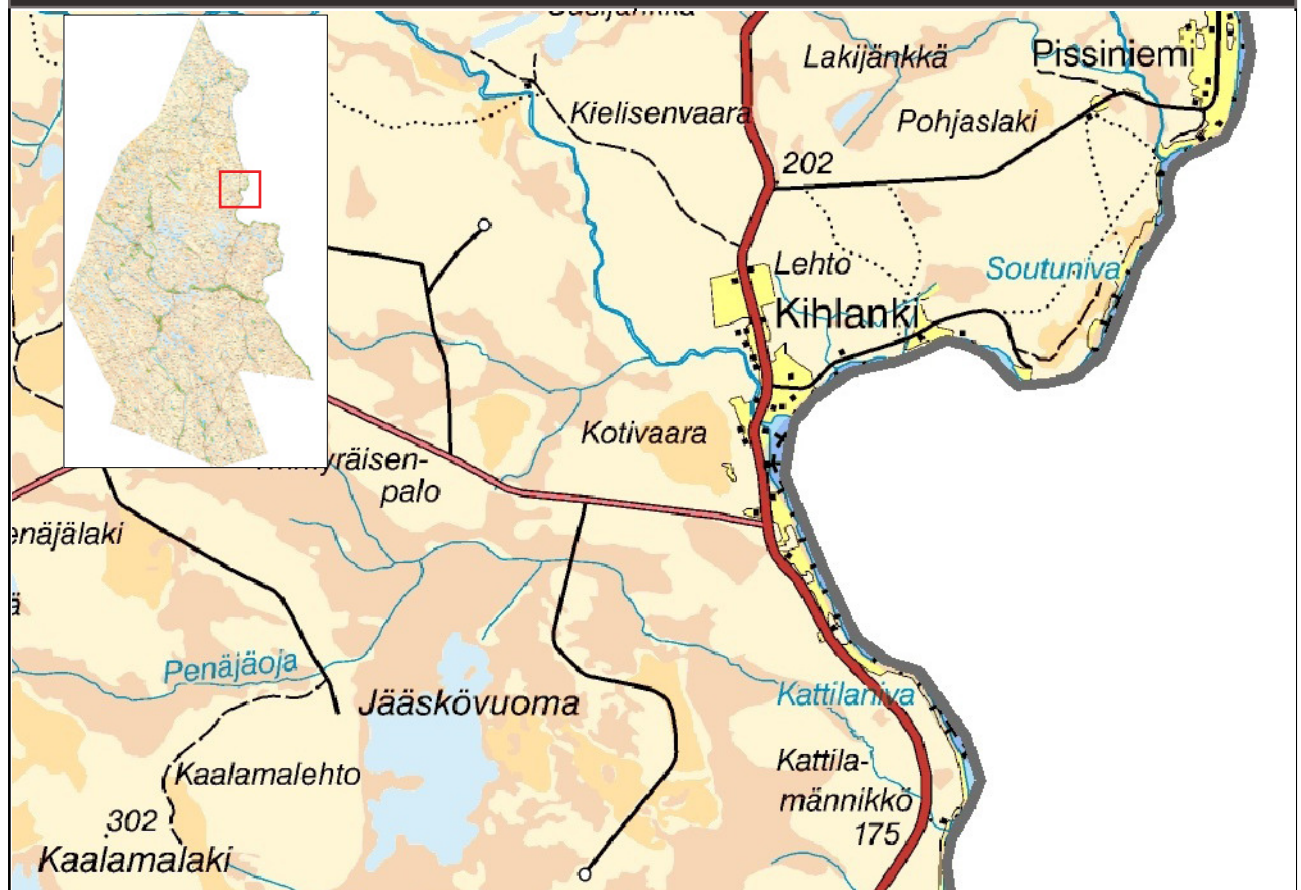 Lakijänkkä
Pissiniemi
Kielisenvaara
Pohjaslaki
202
Lehto
Soutuniva
Kihlanki
Kotivaara
palo
Penäjäoja
Jääskövuoma
Kattilaniva
Kaalamalehto
Kattila-
männikkö
302
175
Kaalamalaki